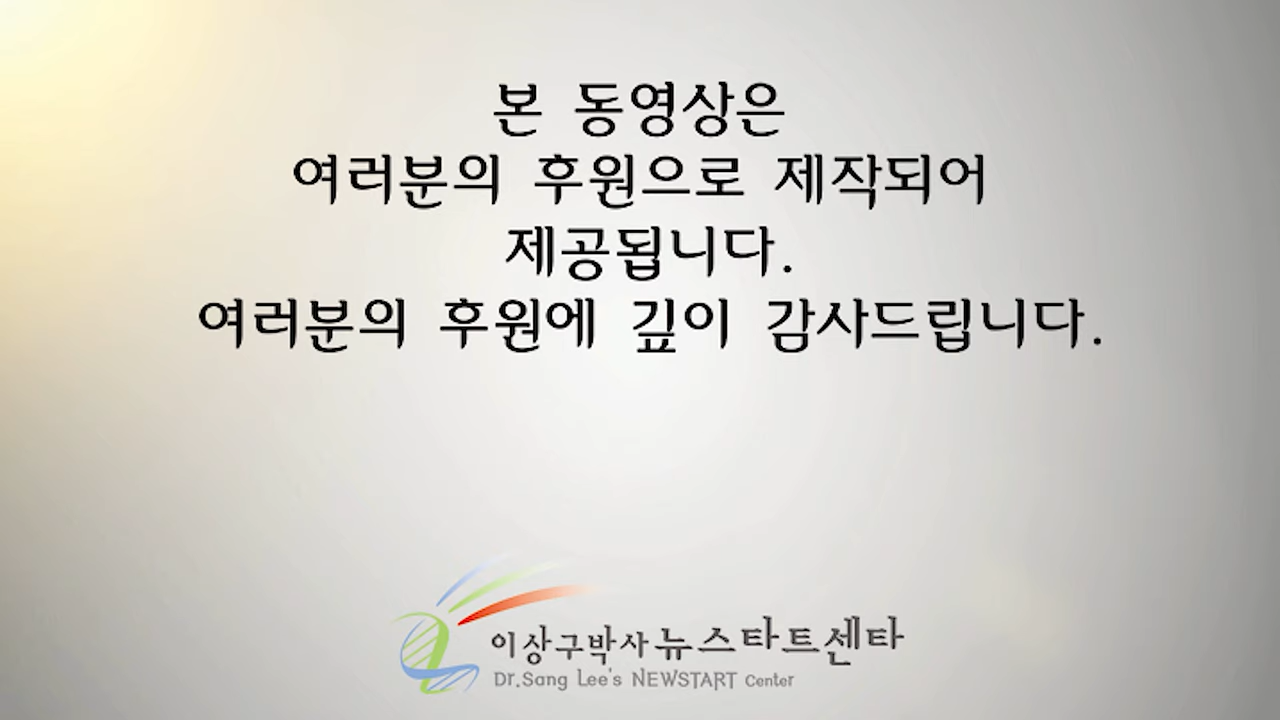 본 동영상은
여러분의 후원으로 제작되어
제공됩니다.
여러분의 후원에 깊이 감사드립니다.
이상구박사뉴스타트센타
Dr.Sang Lee's NEWSTART Center